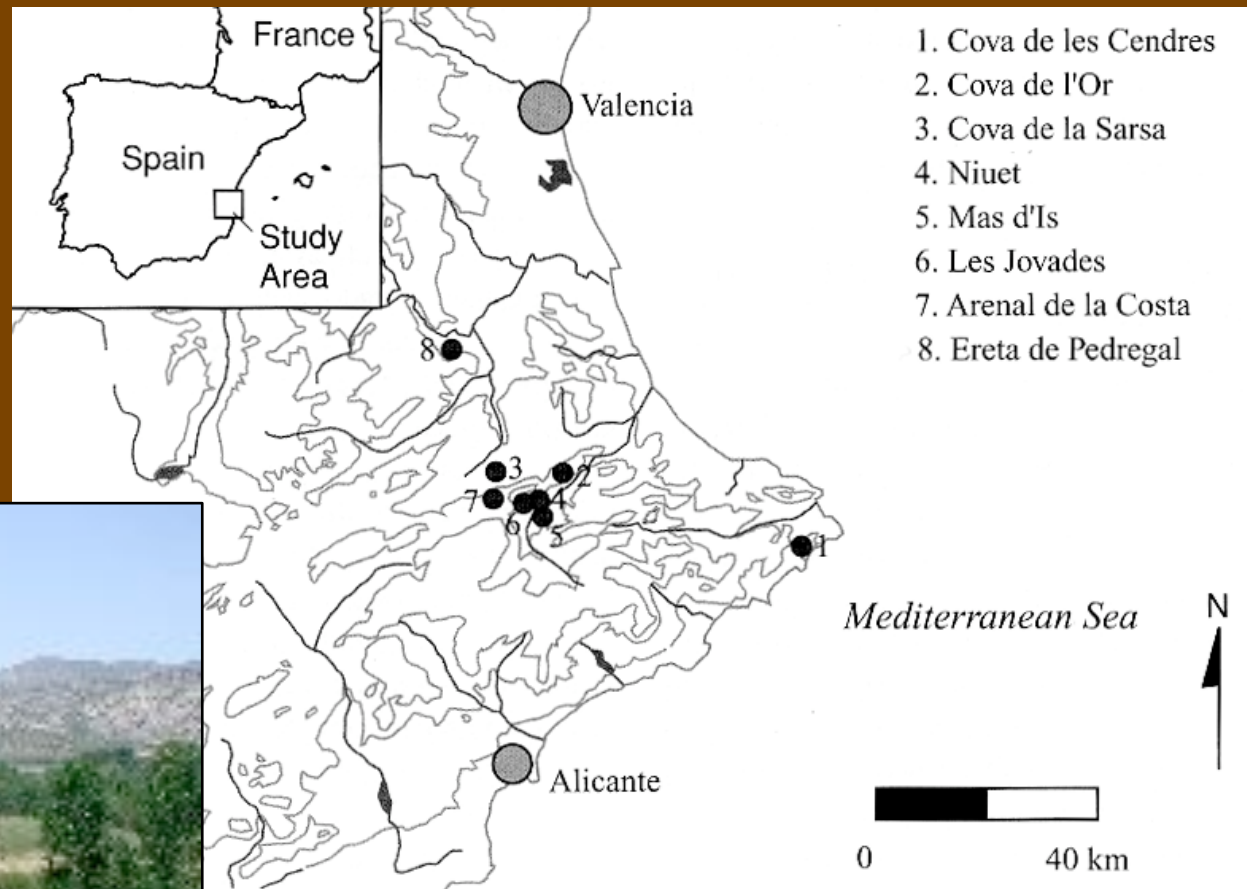 France
Spain
Study
Area
Valencia
1. Cova de les Cendres
2. Cova de l'Or
3. Cova de la Sarsa
4. Niuet
5. Mas d'Is
6. Les Jovades
7. Arenal de la Costa
8. Ereta de Pedregal
8
3
2
7
4
6
5
1
Mediterranean Sea
N
Alicante
0 40 km